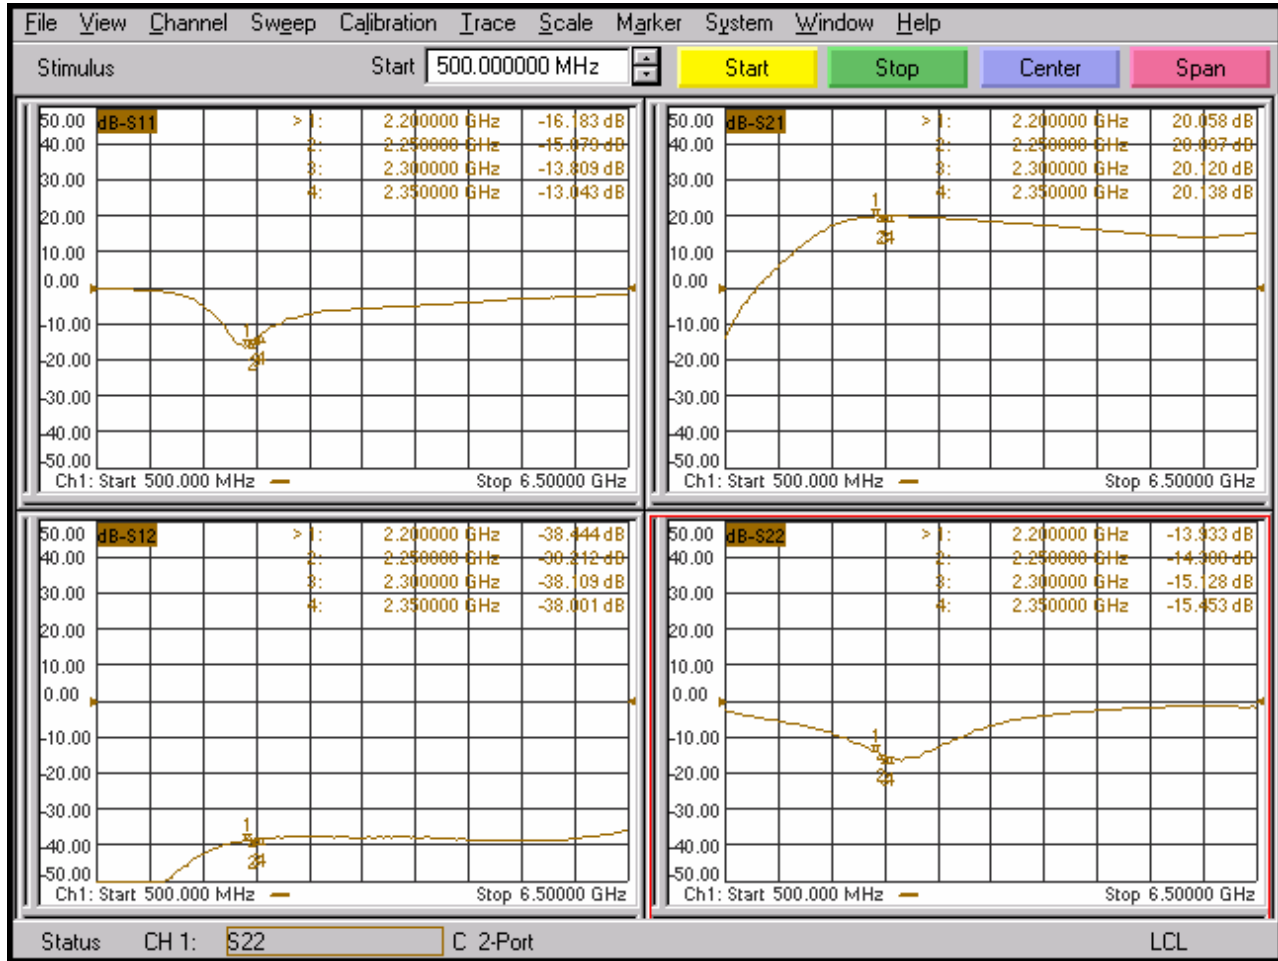 File View Channel Sweep Calibration Trace Scale Marker System Window Help
Stimulus Start 500.000000 MHz Start Stop Center Span
dB-S11
50.00
40.00
30.00
20.00
10.00
0.00
-10.00
-20.00
-30.00
-40.00
-50.00
> 1: 2.200000 GHz -16.183 dB
2: 2.250000 GHz
3: 2.300000 GHz -13.809 dB
4: 2.350000 GHz -13.043 dB
1
Ch1: Start 500.000 MHz Stop 6.50000 GHz
dB-S21
50.00
40.00
30.00
20.00
10.00
0.00
-10.00
-20.00
-30.00
-40.00
-50.00
> 1: 2.200000 GHz 20.058 dB
2: 2.250000 GHz 20.097 dB
3: 2.300000 GHz 20.120 dB
4: 2.350000 GHz 20.138 dB
1
Ch1: Start 500.000 MHz Stop 6.50000 GHz
dB-S12
50.00
40.00
30.00
20.00
10.00
0.00
-10.00
-20.00
-30.00
-40.00
-50.00
> 1: 2.200000 GHz -38.444 dB
2: 2.250000 GHz
3: 2.300000 GHz -38.109 dB
4: 2.350000 GHz -38.001 dB
1
Ch1: Start 500.000 MHz Stop 6.50000 GHz
dB-S22
50.00
40.00
30.00
20.00
10.00
0.00
-10.00
-20.00
-30.00
-40.00
-50.00
> 1: 2.200000 GHz -13.933 dB
2: 2.250000 GHz
3: 2.300000 GHz -15.128 dB
4: 2.350000 GHz -15.453 dB
1
Ch1: Start 500.000 MHz Stop 6.50000 GHz
Status CH 1: S22 C 2-Port LCL